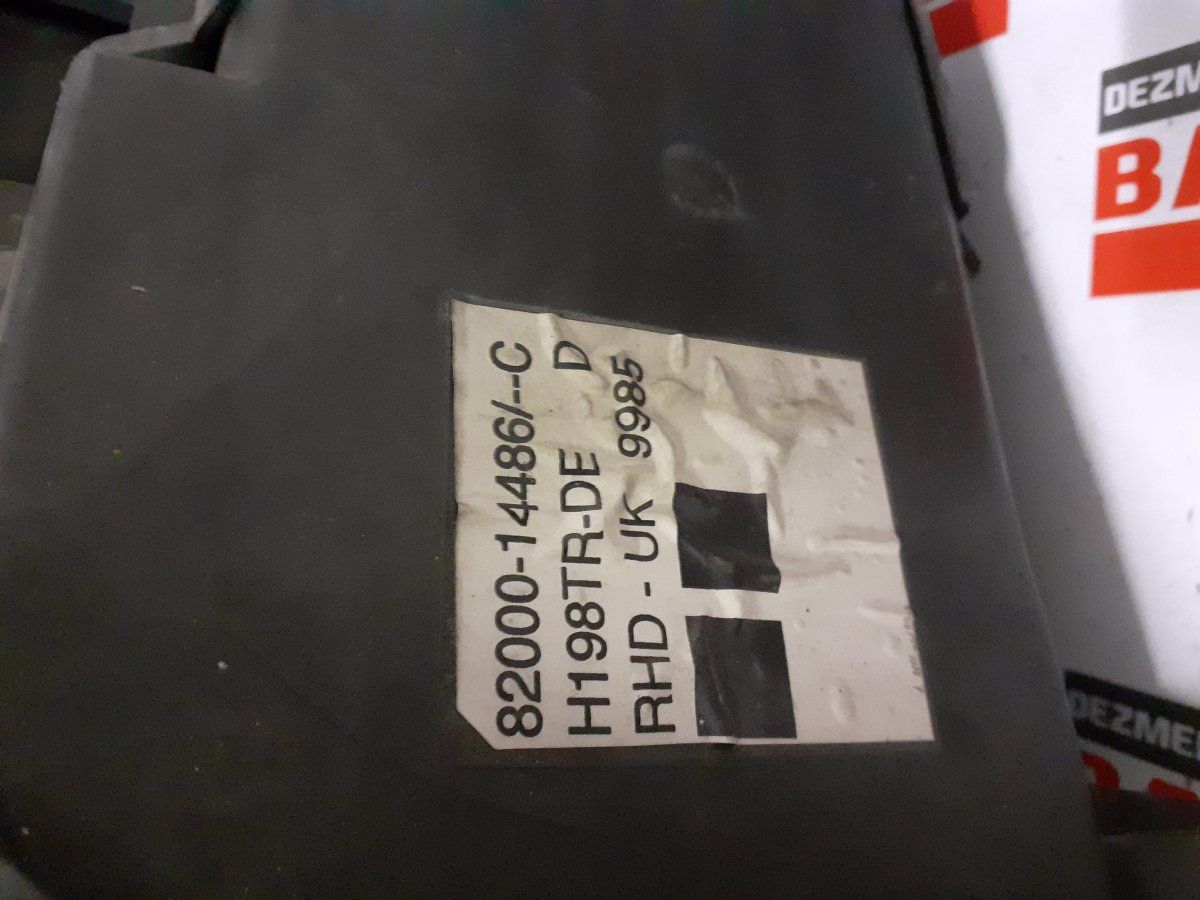 82000-14486/--C
H198TR-DE D
RHD - UK 9985
DEZM
BA
DEZME